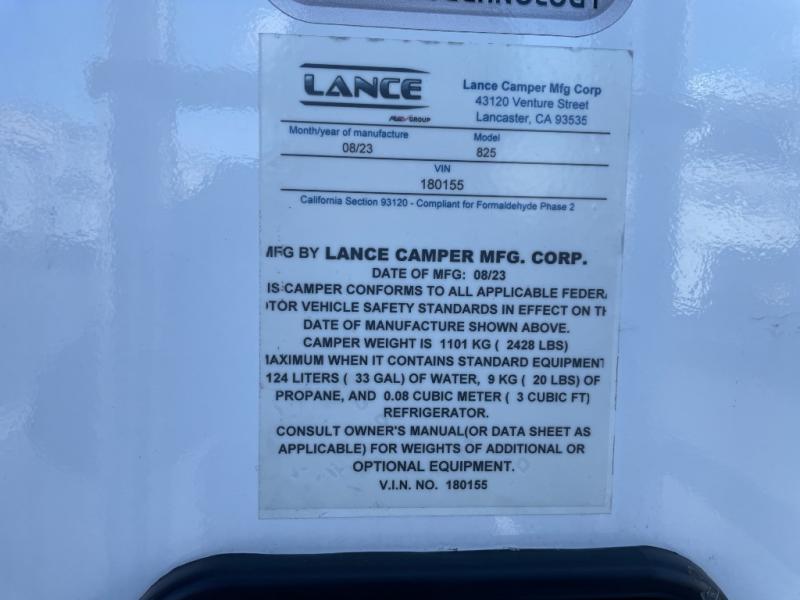 TECHNOLOGY
LANCE
REV GROUP
Lance Camper Mfg Corp
43120 Venture Street
Lancaster, CA 93535
Month/year of manufacture
08/23
Model
825
VIN
180155
California Section 93120 - Compliant for Formaldehyde Phase 2
MFG BY LANCE CAMPER MFG. CORP.
DATE OF MFG: 08/23
IS CAMPER CONFORMS TO ALL APPLICABLE FEDER
TOR VEHICLE SAFETY STANDARDS IN EFFECT ON TH
DATE OF MANUFACTURE SHOWN ABOVE.
CAMPER WEIGHT IS 1101 KG ( 2428 LBS)
MAXIMUM WHEN IT CONTAINS STANDARD EQUIPMENT
124 LITERS ( 33 GAL) OF WATER, 9 KG ( 20 LBS) OF
PROPANE, AND 0.08 CUBIC METER ( 3 CUBIC FT)
REFRIGERATOR.
CONSULT OWNER'S MANUAL(OR DATA SHEET AS
APPLICABLE) FOR WEIGHTS OF ADDITIONAL OR
OPTIONAL EQUIPMENT.
V.I.N. NO. 180155